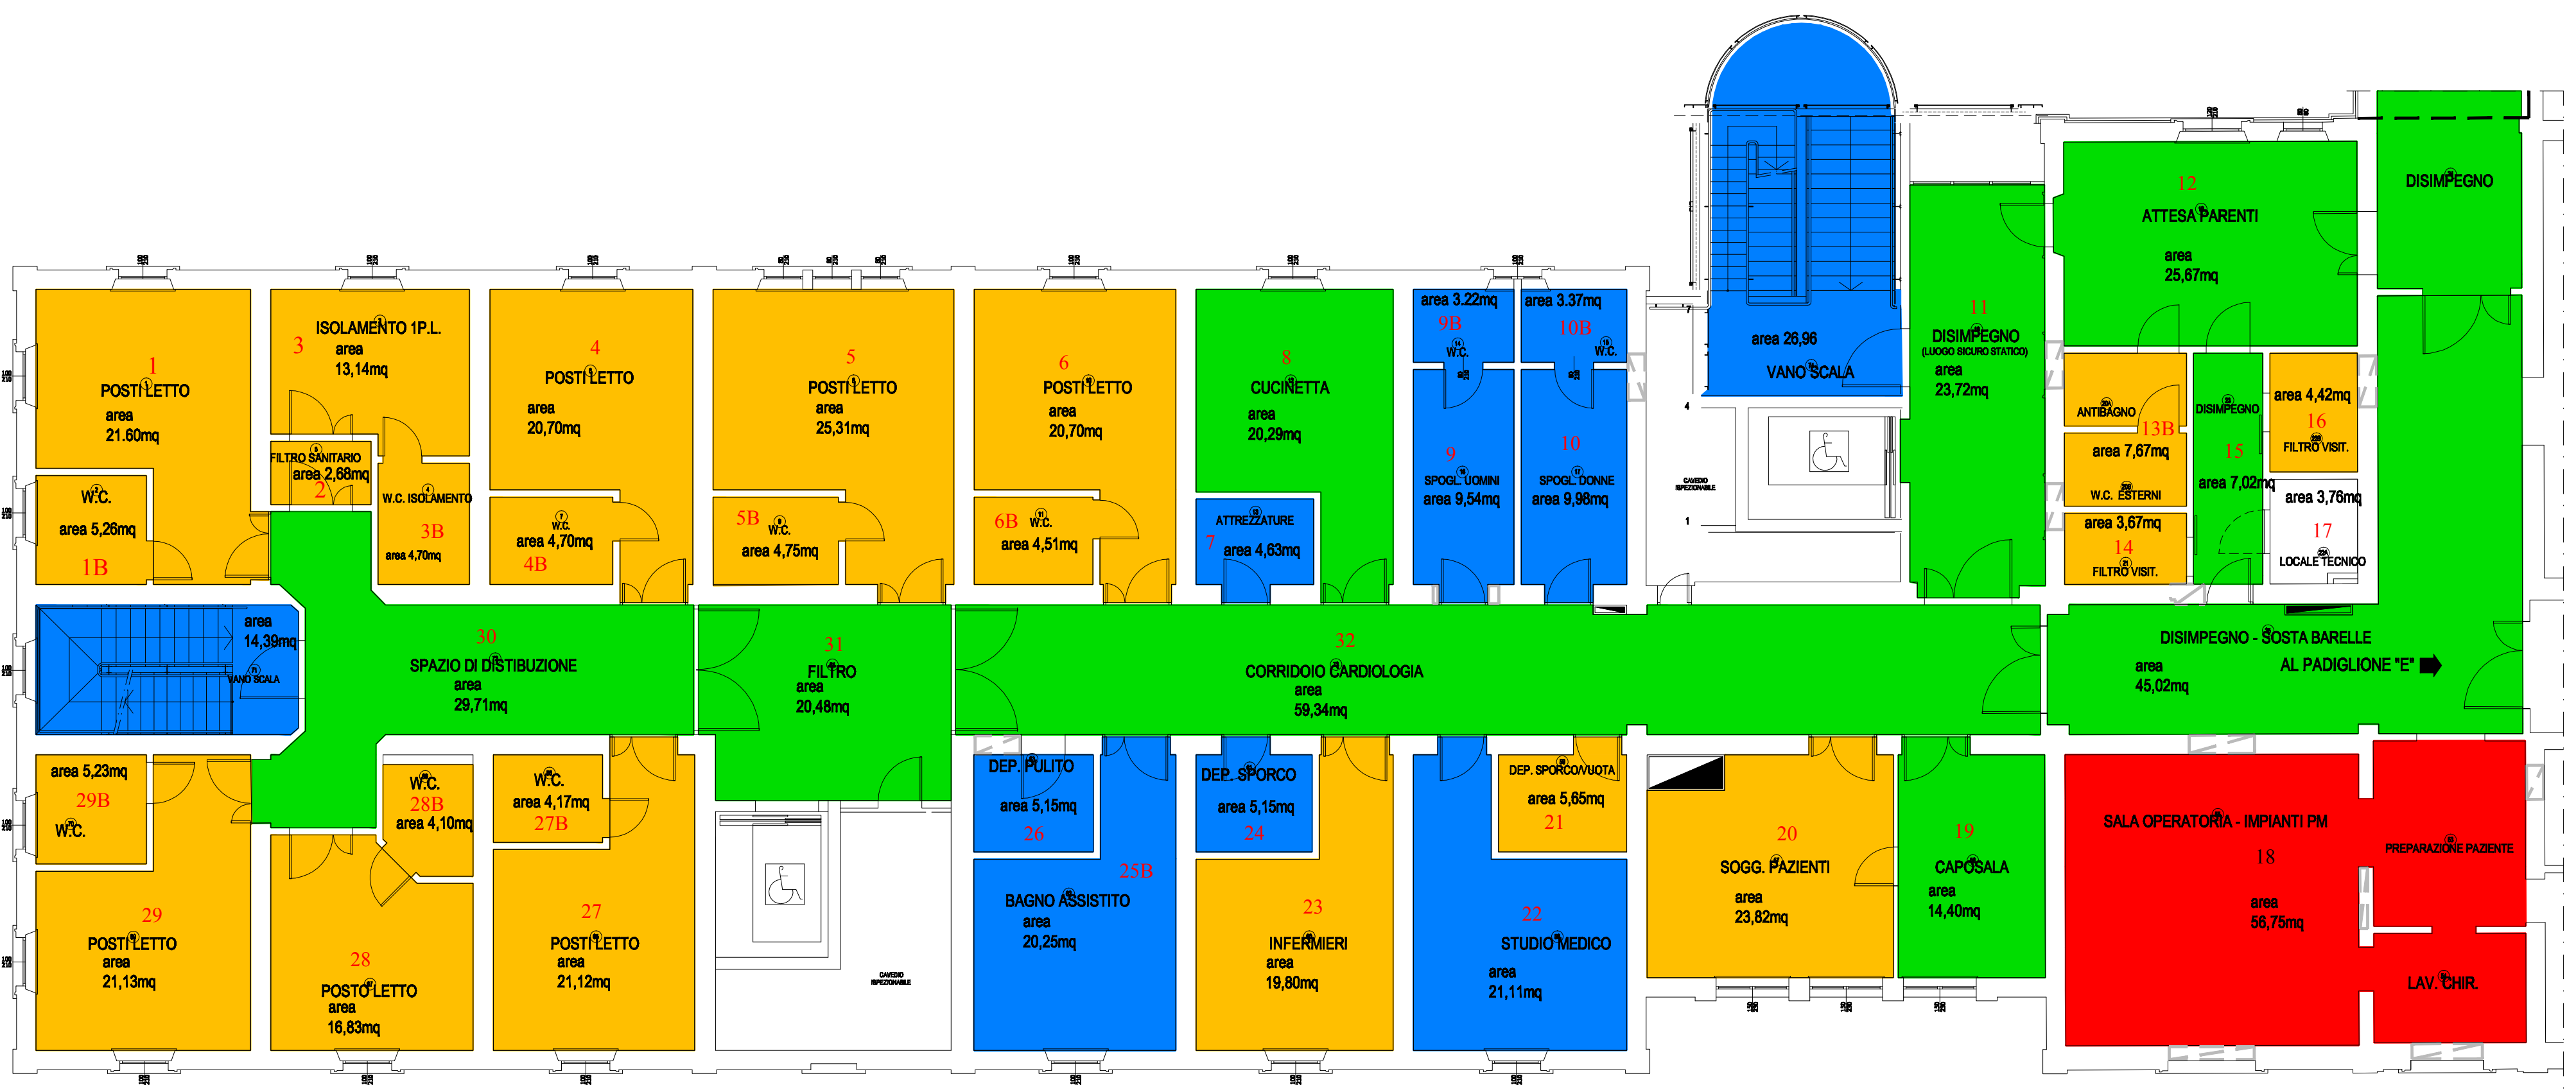 DISIMPEGNO
12
ATTESA PARENTI
area
25,67mq
1
POSTI LETTO
area
21.60mq
3
ISOLAMENTO 1P.L.
area
13,14mq
4
POSTI LETTO
area
20,70mq
5
POSTI LETTO
area
25,31mq
6
POSTI LETTO
area
20,70mq
8
CUCINETTA
area
20,29mq
area 3.22mq
9B
W.C.
area 3.37mq
10B
W.C.
area 26,96
VANO SCALA
11
DISIMPEGNO
(LUOGO SICURO STATICO)
area
23,72mq
7
4
1
ANTIBAGNO
13B
area 7,67mq
W.C. ESTERNI
area 3,67mq
14
FILTRO VISIT.
DISIMPEGNO
15
area 7,02mq
area 4,42mq
16
FILTRO VISIT.
area 3,76mq
17
LOCALE TECNICO
W.C.
area 5,26mq
1B
FILTRO SANITARIO
area 2,68mq
2
W.C. ISOLAMENTO
3B
area 4,70mq
W.C.
area 4,70mq
4B
5B
W.C.
area 4,75mq
6B
W.C.
area 4,51mq
ATTREZZATURE
7
area 4,63mq
9
SPOGL. UOMINI
area 9,54mq
10
SPOGL. DONNE
area 9,98mq
CAVEDIO
ISPEZIONABILE
area
14,39mq
VANO SCALA
30
SPAZIO DI DISTIBUZIONE
area
29,71mq
31
FILTRO
area
20,48mq
32
CORRIDOIO CARDIOLOGIA
area
59,34mq
DISIMPEGNO - SOSTA BARELLE
AL PADIGLIONE "E"
area
45,02mq
area 5,23mq
29B
W.C.
29
POSTI LETTO
area
21,13mq
W.C.
28B
area 4,10mq
28
POSTO LETTO
area
16,83mq
W.C.
area 4,17mq
27B
27
POSTI LETTO
area
21,12mq
CAVEDIO
ISPEZIONABILE
DEP. PULITO
area 5,15mq
26
25B
BAGNO ASSISTITO
area
20,25mq
DEP. SPORCO
area 5,15mq
24
23
INFERMIERI
area
19,80mq
DEP. SPORCO/VUOTA
area 5,65mq
21
22
STUDIO MEDICO
area
21,11mq
20
SOGG. PAZIENTI
area
23,82mq
19
CAPOSALA
area
14,40mq
SALA OPERATORIA - IMPIANTI PM
18
area
56,75mq
PREPARAZIONE PAZIENTE
LAV. CHIR.